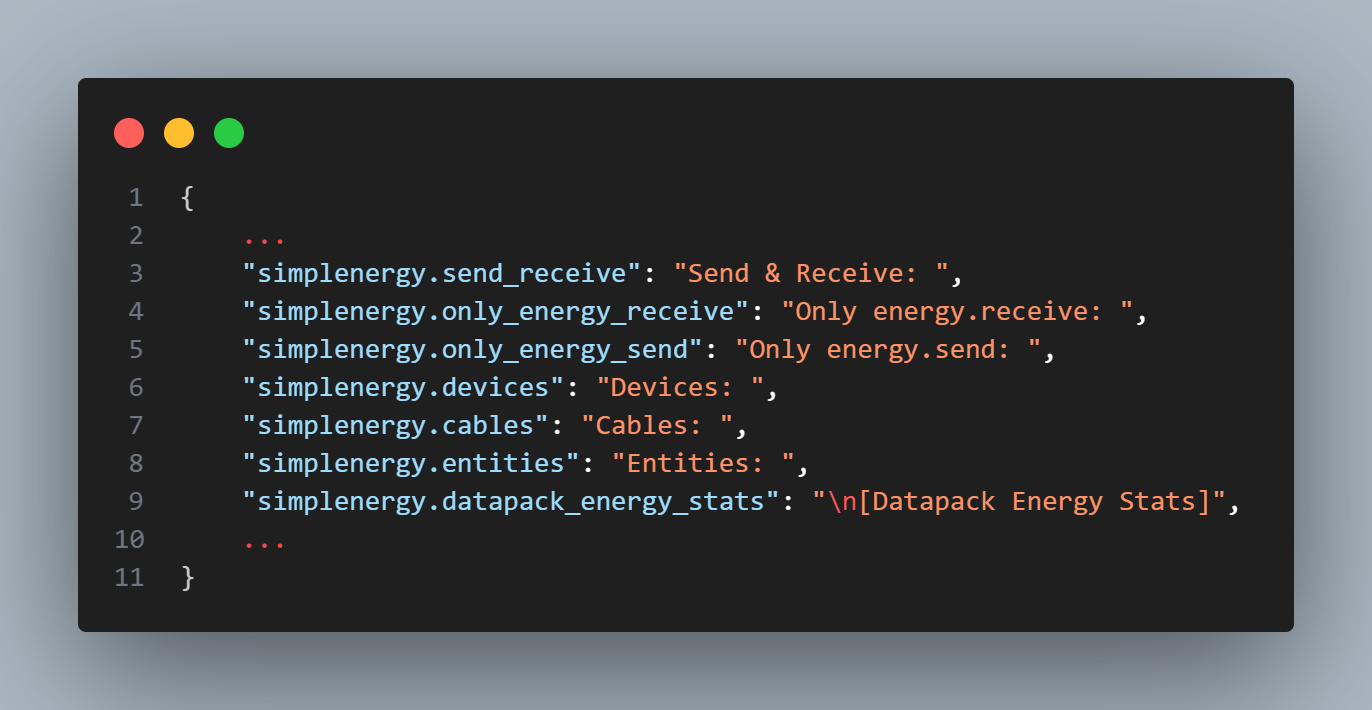 1 {
2     ...
3     "simplenergy.send_receive": "Send & Receive: ",
4     "simplenergy.only_energy_receive": "Only energy.receive: ",
5     "simplenergy.only_energy_send": "Only energy.send: ",
6     "simplenergy.devices": "Devices: ",
7     "simplenergy.cables": "Cables: ",
8     "simplenergy.entities": "Entities: ",
9     "simplenergy.datapack_energy_stats": "\n[Datapack Energy Stats]",
10     ...
11 }